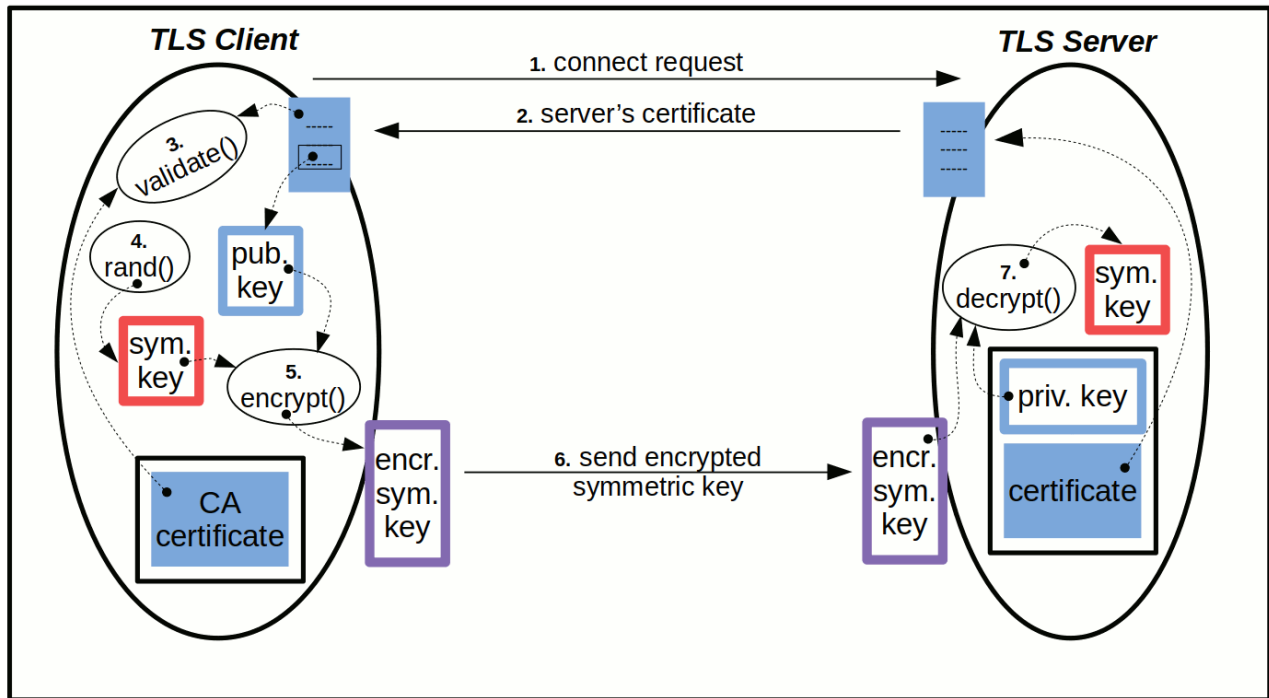 TLS Client
TLS Server
1. connect request
2. server’s certificate
3.
validate()
4.
rand()
pub.
key
sym.
key
5.
encrypt()
CA
certificate
encr.
sym.
key
6. send encrypted
symmetric key
encr.
sym.
key
7.
decrypt()
sym.
key
priv. key
certificate